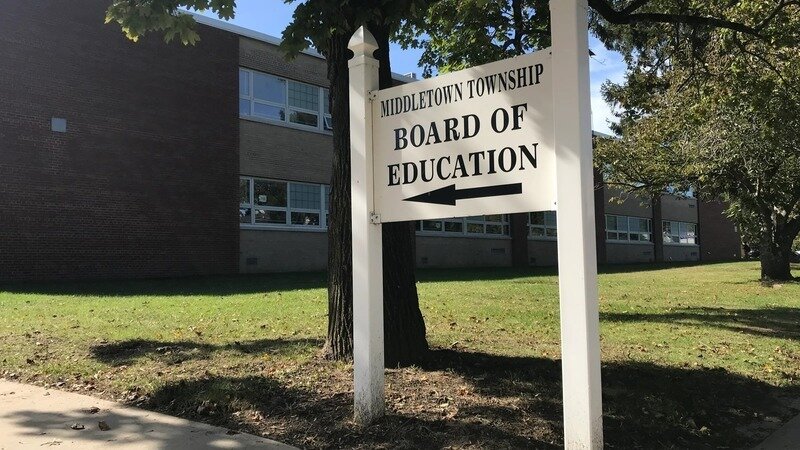 MIDDLETOWN TOWNSHIP
BOARD OF
EDUCATION